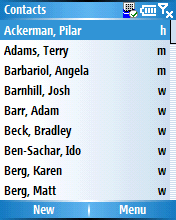 Contacts
Ackerman, Pilar h
Adams, Terry m
Barbariol, Angela m
Barnhill, Josh w
Barr, Adam w
Beck, Bradley w
Ben-Sachar, Ido w
Berg, Karen w
Berg, Matt w
New Menu